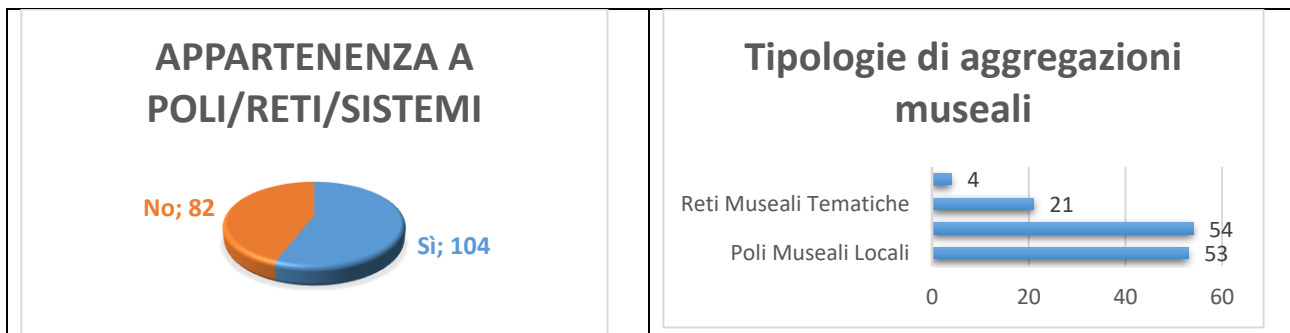 APPARTENENZA A
POLI/RETI/SISTEMI
No; 82
Sì; 104
Tipologie di aggregazioni
museali
4
Reti Museali Tematiche
21
54
Poli Museali Locali
53
0 20 40 60